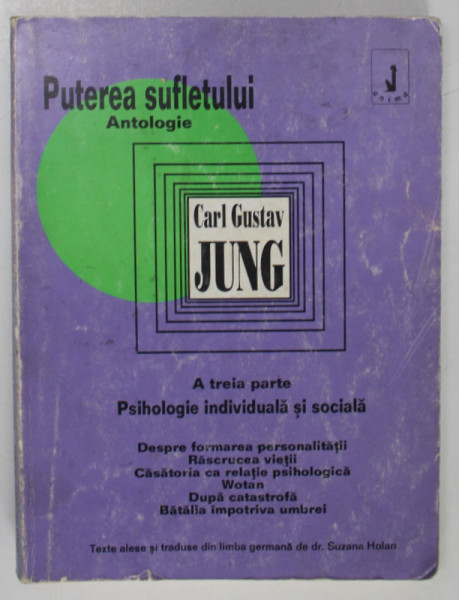 Puterea sufletului
Antologie
anima
Carl Gustav
JUNG
A treia parte
Psihologie individuală și socială
Despre formarea personalității
Răscrucea vieții
Căsătoria ca relație psihologică
Wotan
După catastrofă
Bătălia împotriva umbrei
Texte alese și traduse din limba germană de dr. Suzana Holan